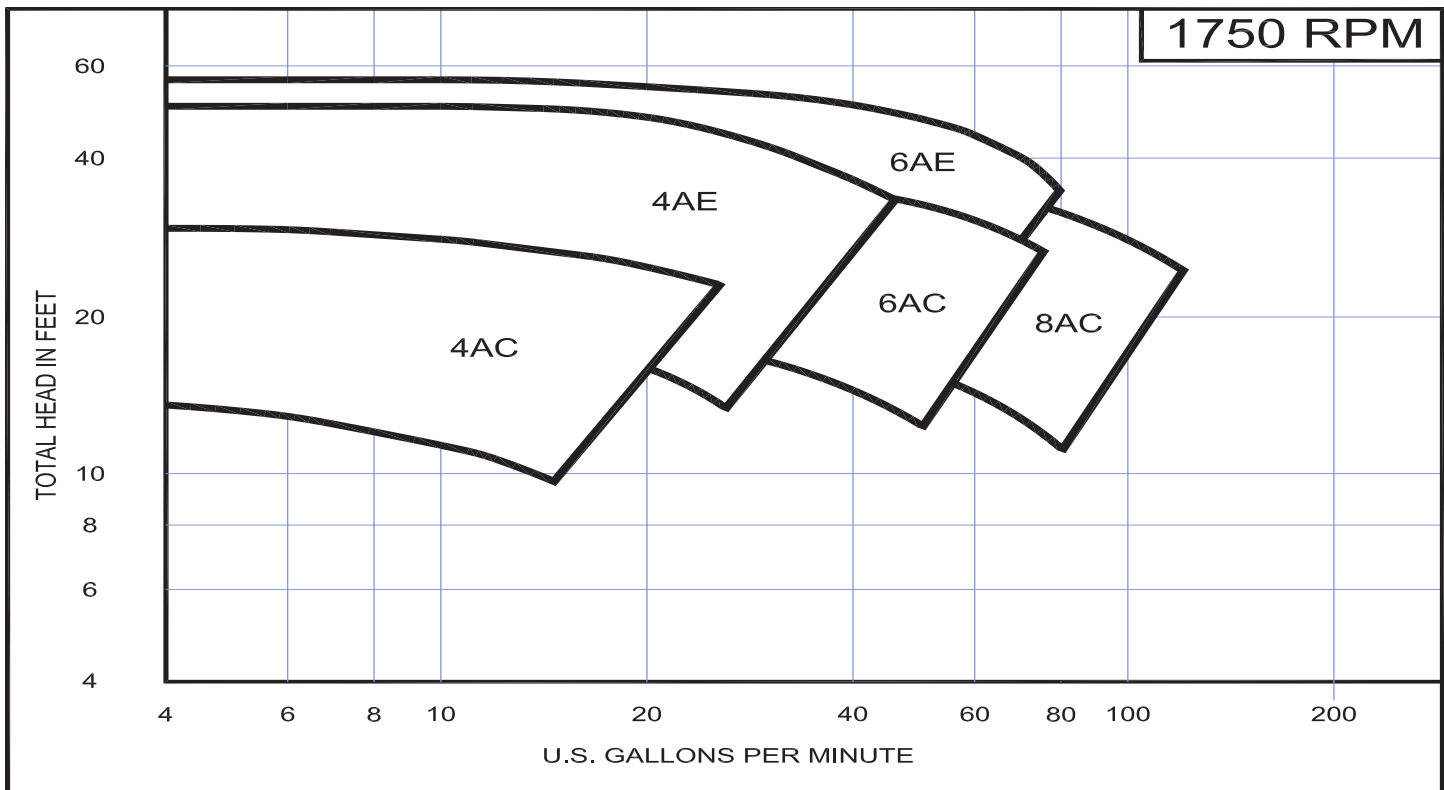 1750 RPM
60
40
20
10
8
6
4
TOTAL HEAD IN FEET
6AE
4AE
6AC
8AC
4AC
4 6 8 10 20 40 60 80 100 200
U.S. GALLONS PER MINUTE